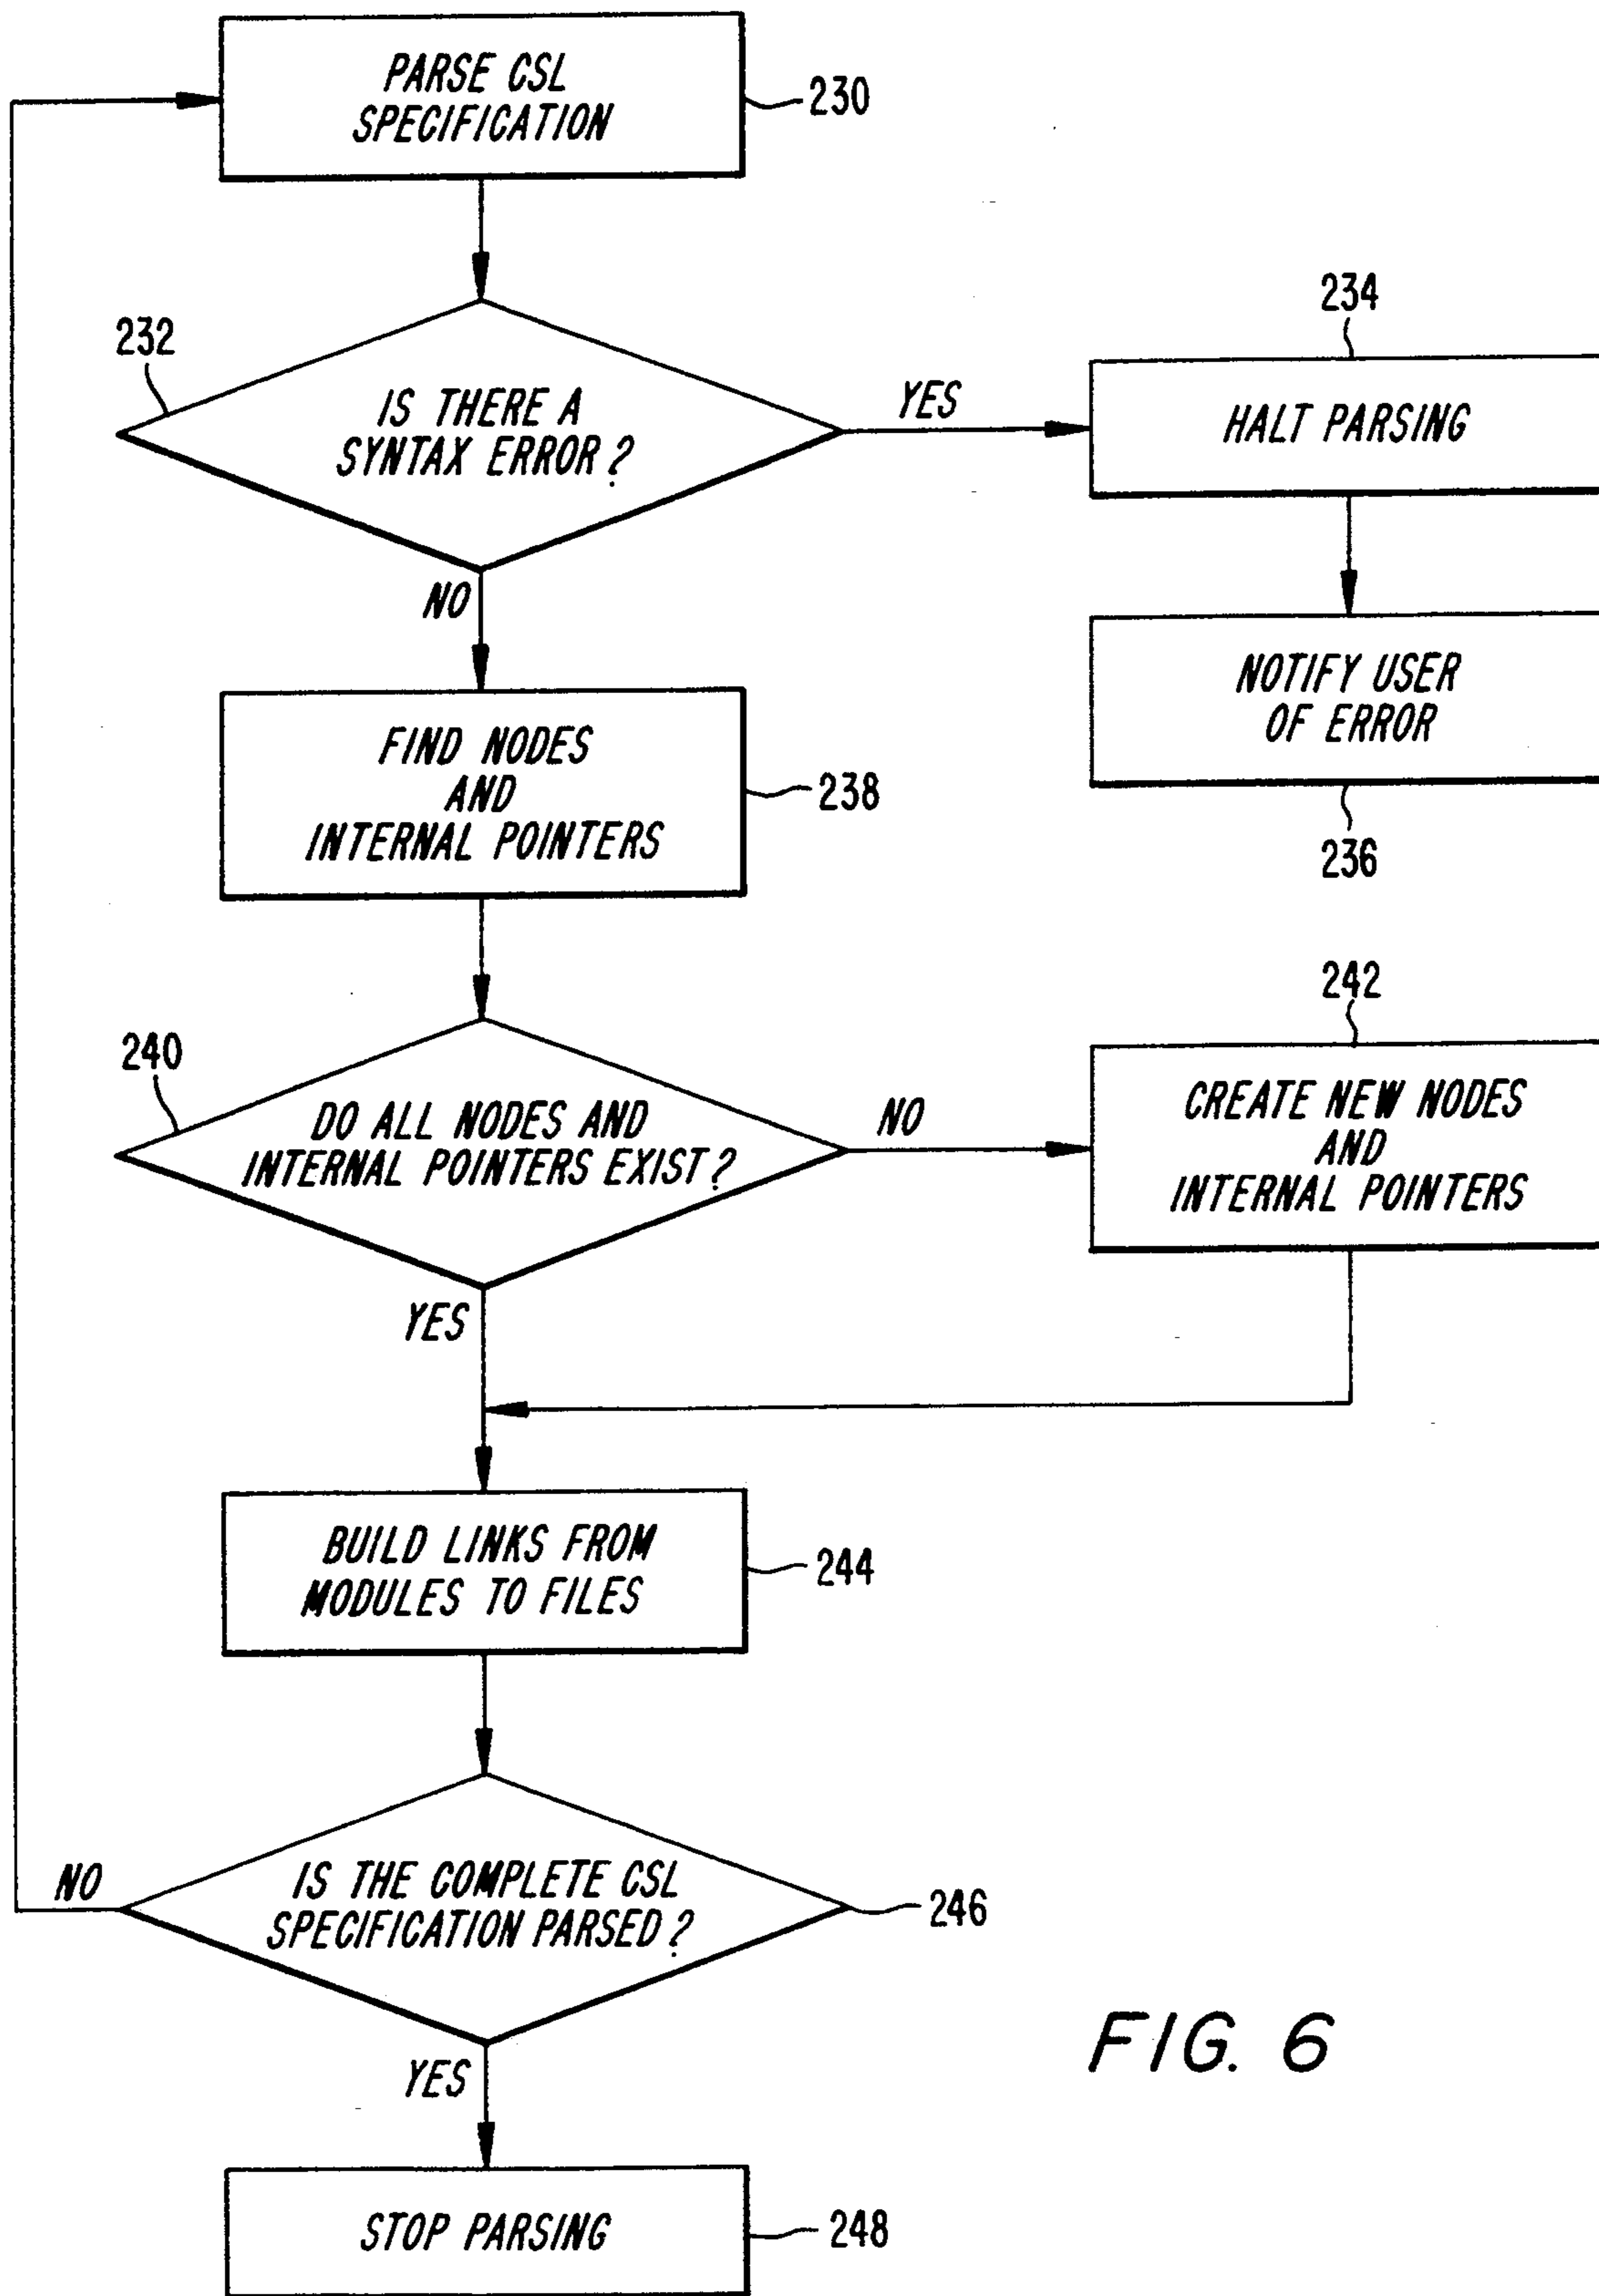 PARSE CSL
SPECIFICATION
230
234
232
IS THERE A
SYNTAX ERROR?
YES
HALT PARSING
NO
NOTIFY USER
OF ERROR
236
FIND NODES
AND
INTERNAL POINTERS
238
242
240
DO ALL NODES AND
INTERNAL POINTERS EXIST?
NO
CREATE NEW NODES
AND
INTERNAL POINTERS
YES
BUILD LINKS FROM
MODULES TO FILES
244
NO
IS THE COMPLETE CSL
SPECIFICATION PARSED?
246
YES
FIG. 6
STOP PARSING
248